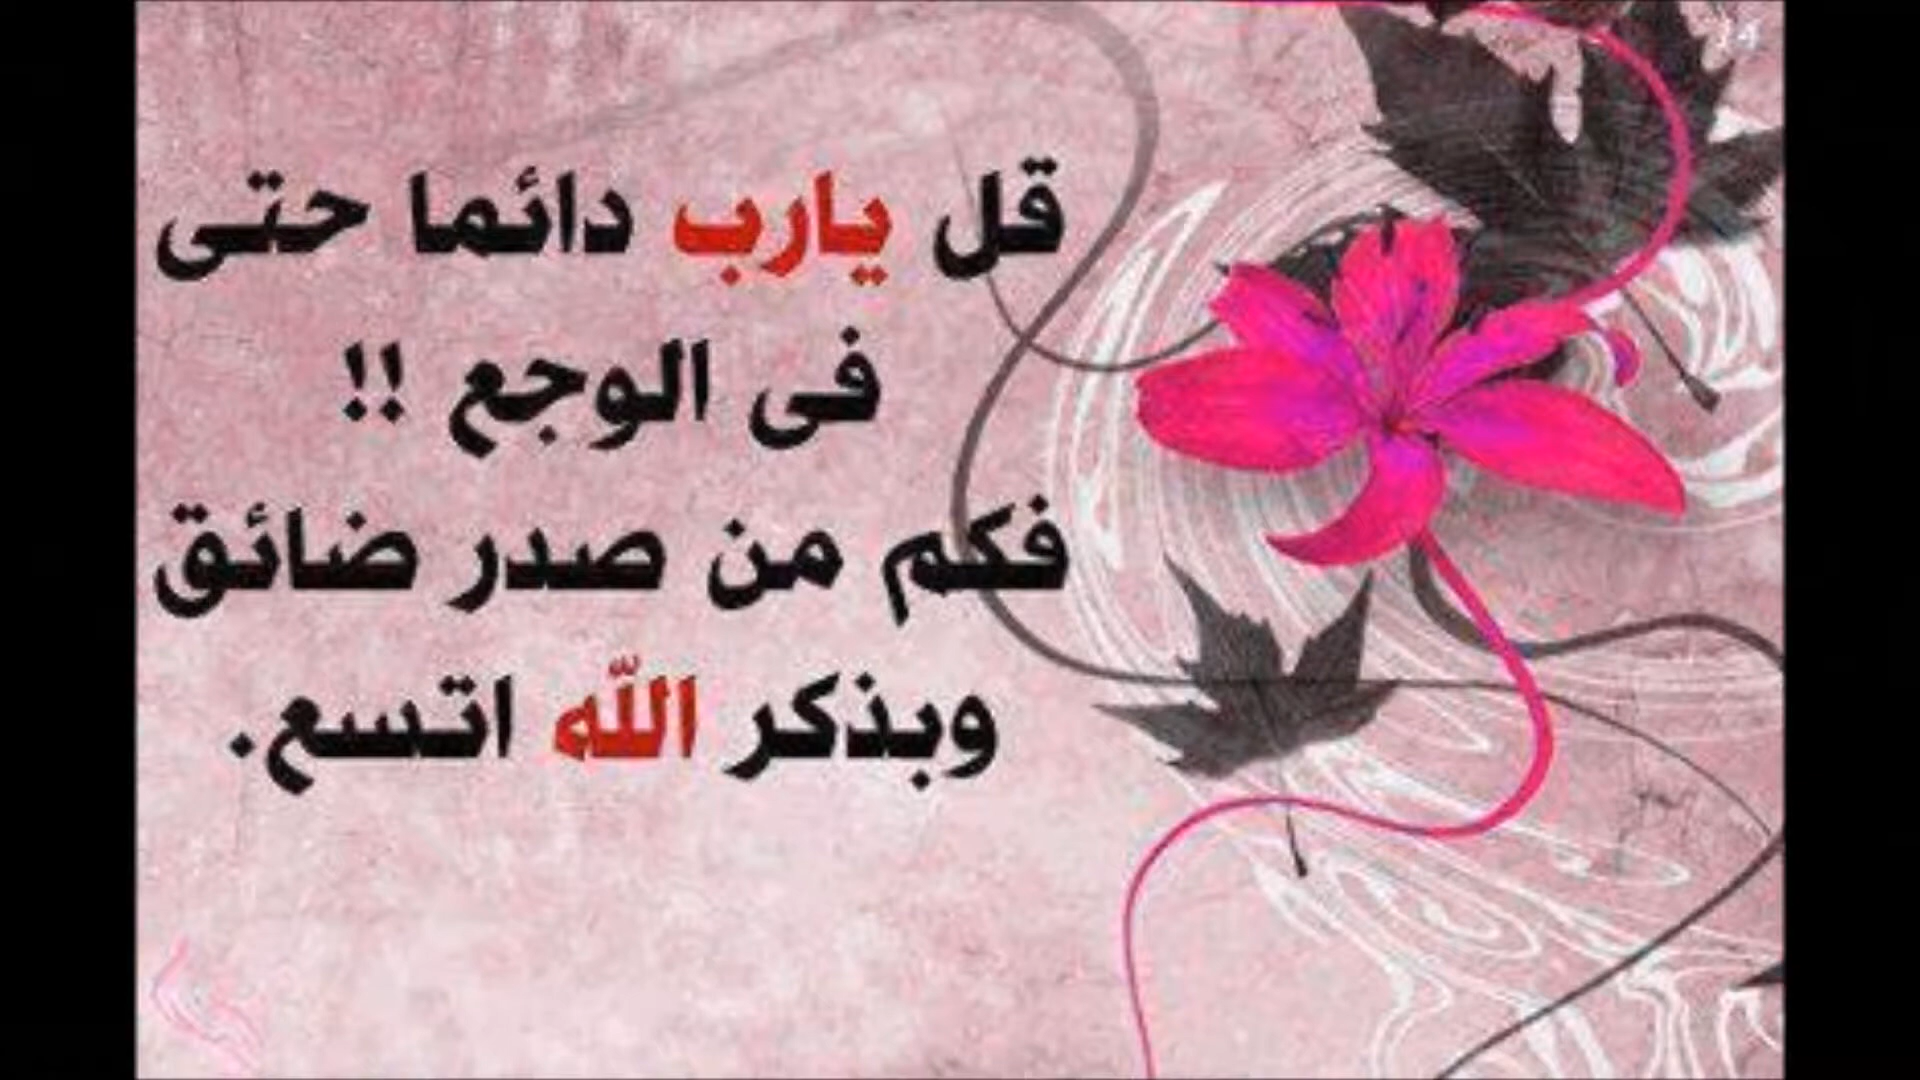 قل يارب دائما حتى
فى الوجع !!
فكم من صدر ضائق
وبذكر الله اتسع.